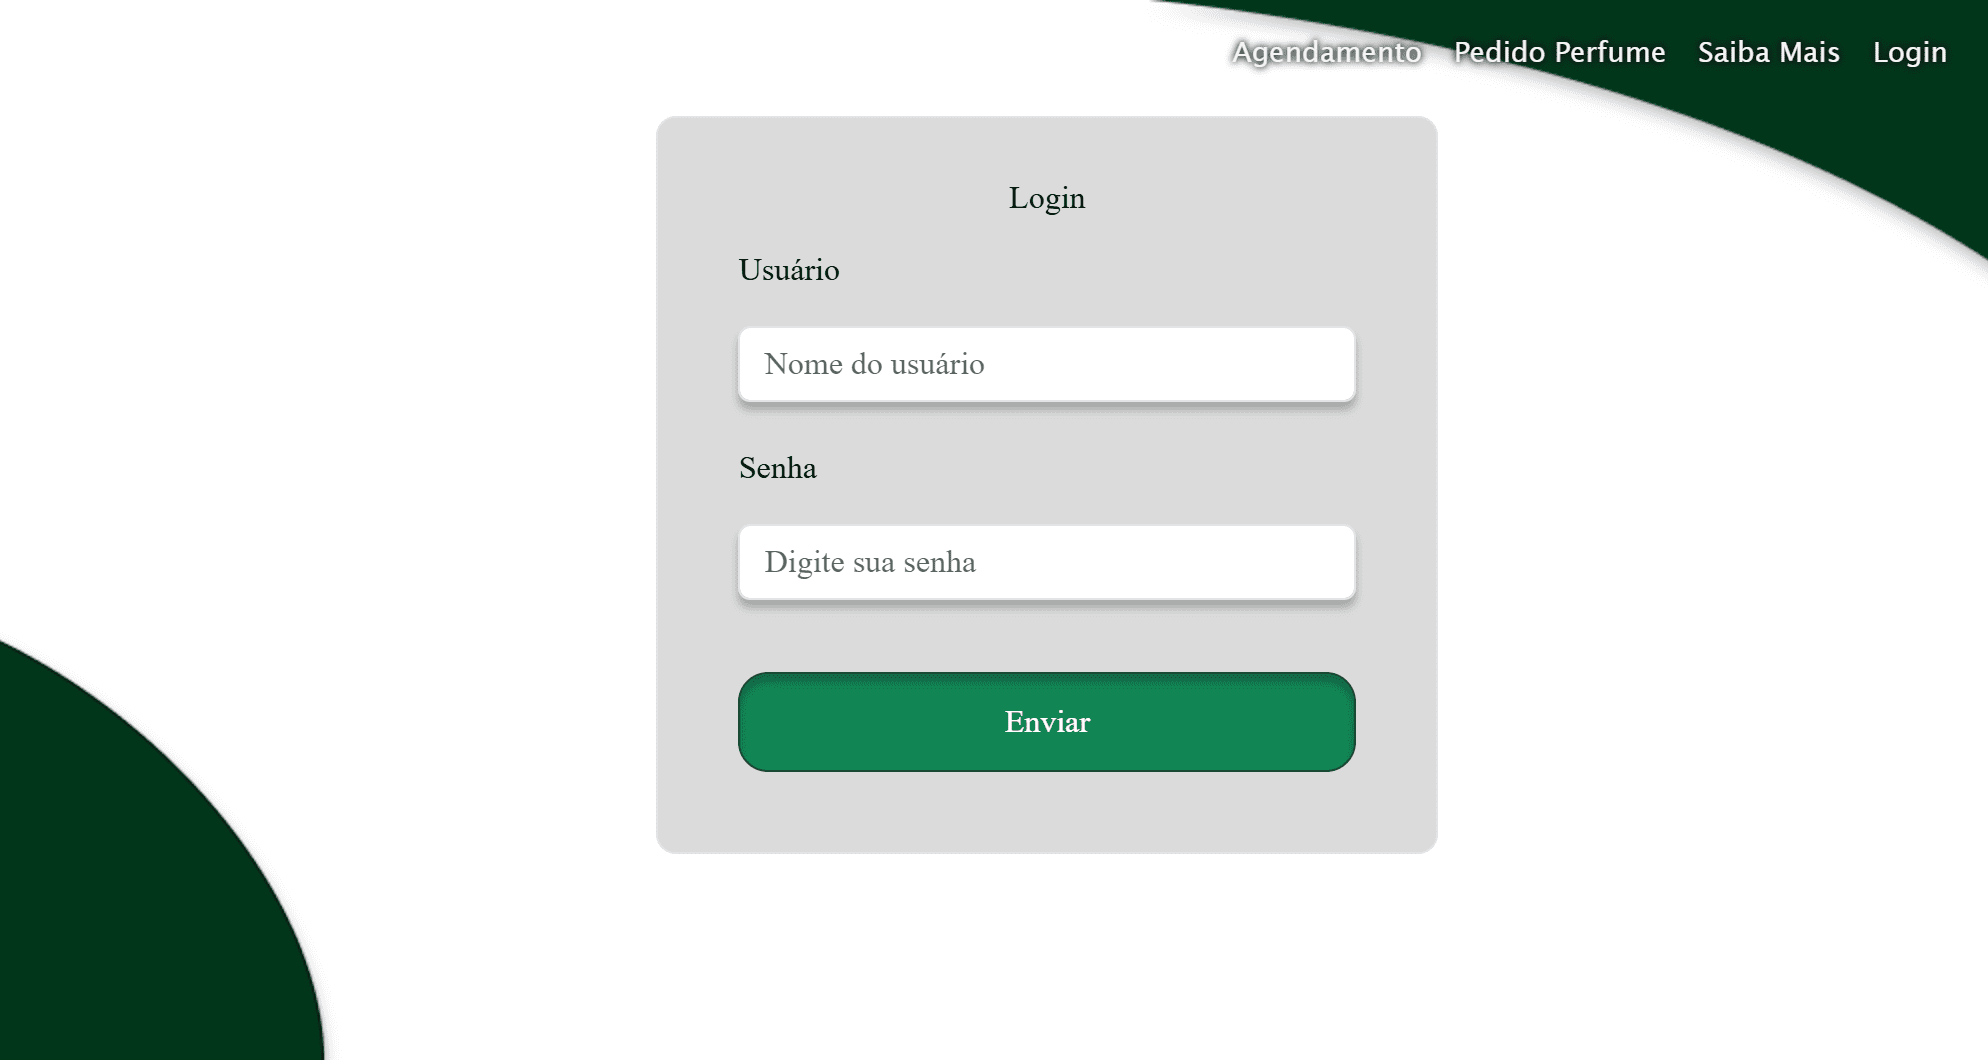 Agendamento Pedido Perfume Saiba Mais Login
Login
Usuário
Nome do usuário
Senha
Digite sua senha
Enviar